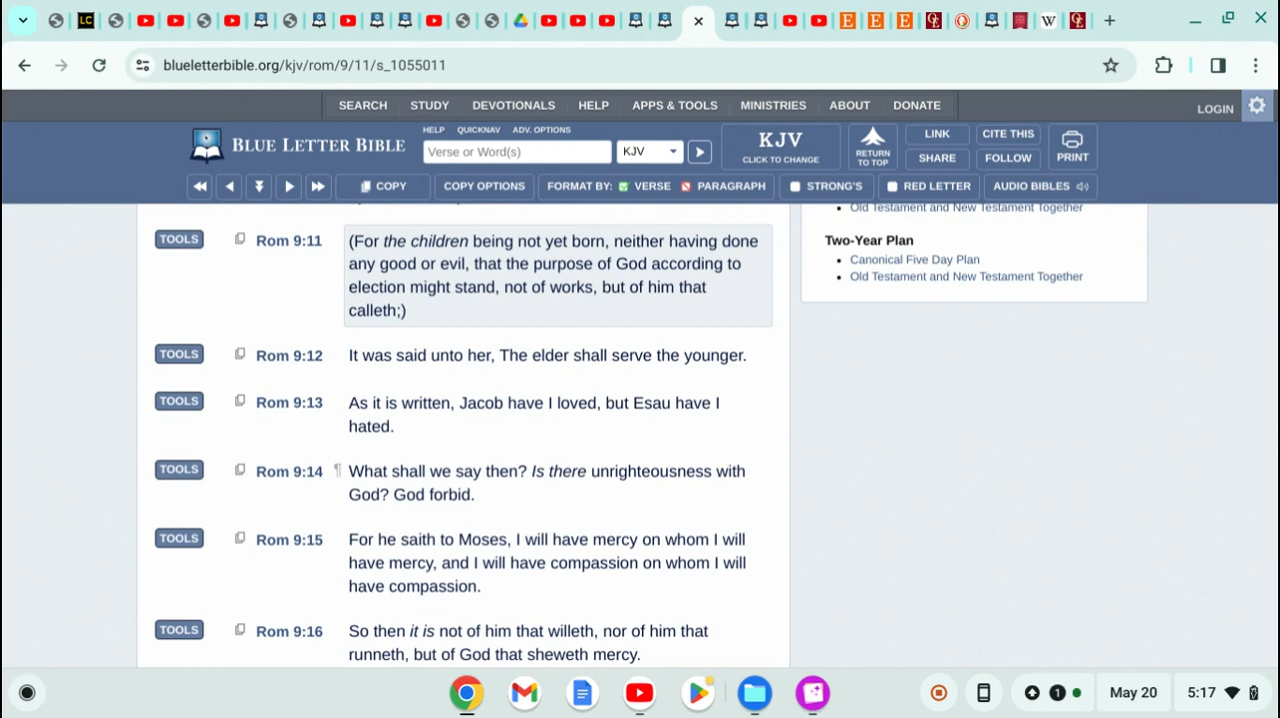 blueletterbible.org/kjv/rom/9/11/s_1055011
SEARCH STUDY DEVOTIONALS HELP APPS & TOOLS MINISTRIES ABOUT DONATE
LOGIN
BLUE LETTER BIBLE
HELP QUICKNAV ADV. OPTIONS
Verse or Word(s)
KJV
KJV
CLICK TO CHANGE
RETURN
TO TOP
LINK
CITE THIS
SHARE
FOLLOW
PRINT
COPY
COPY OPTIONS
FORMAT BY: VERSE PARAGRAPH
STRONG'S
RED LETTER
AUDIO BIBLES
Old Testament and New Testament Together
Two-Year Plan
Canonical Five Day Plan
Old Testament and New Testament Together
TOOLS Rom 9:11 (For the children being not yet born, neither having done
any good or evil, that the purpose of God according to
election might stand, not of works, but of him that
calleth;)
TOOLS Rom 9:12 It was said unto her, The elder shall serve the younger.
TOOLS Rom 9:13 As it is written, Jacob have I loved, but Esau have I
hated.
TOOLS Rom 9:14 ¶ What shall we say then? Is there unrighteousness with
God? God forbid.
TOOLS Rom 9:15 For he saith to Moses, I will have mercy on whom I will
have mercy, and I will have compassion on whom I will
have compassion.
TOOLS Rom 9:16 So then it is not of him that willeth, nor of him that
runneth, but of God that sheweth mercy.
1
May 20
5:17